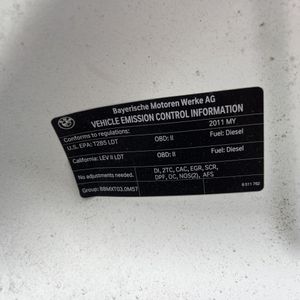 Bayerische Motoren Werke AG
VEHICLE EMISSION CONTROL INFORMATION
Conforms to regulations: 2011 MY
U.S. EPA: T2B5 LDT OBD: II Fuel: Diesel
California: LEV II LDT OBD: II Fuel: Diesel
No adjustments needed. DI, 2TC, CAC, EGR, SCR,
DPF, OC, NOS(2), AFS
Group: BBMXT03.0M57